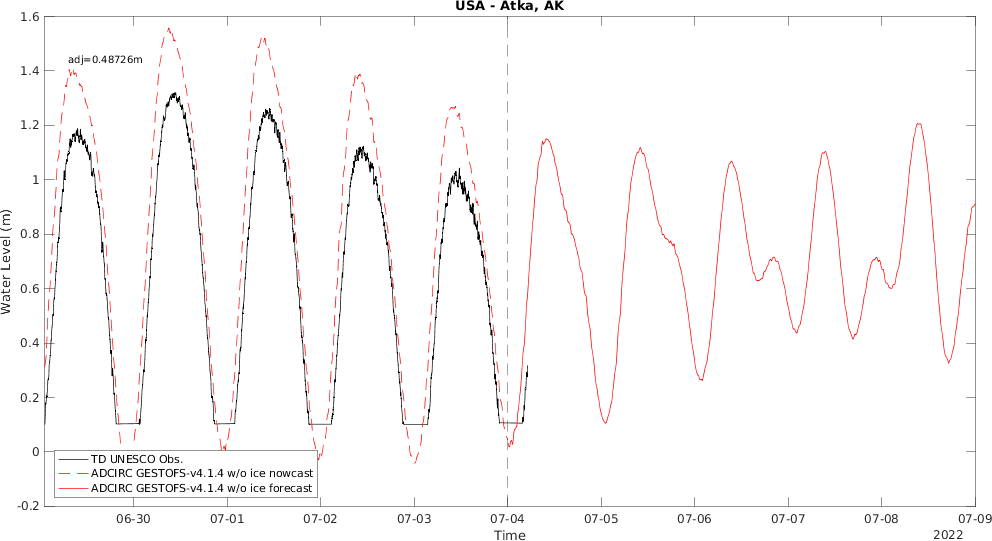 USA - Atka, AK
1.6
1.4
1.2
1
0.8
0.6
0.4
0.2
0
-0.2
Water Level (m)
adj=0.48726m
TD UNESCO Obs.
ADCIRC GESTOFS-v4.1.4 w/o ice nowcast
ADCIRC GESTOFS-v4.1.4 w/o ice forecast
06-30 07-01 07-02 07-03 07-04 07-05 07-06 07-07 07-08 07-09
Time
2022